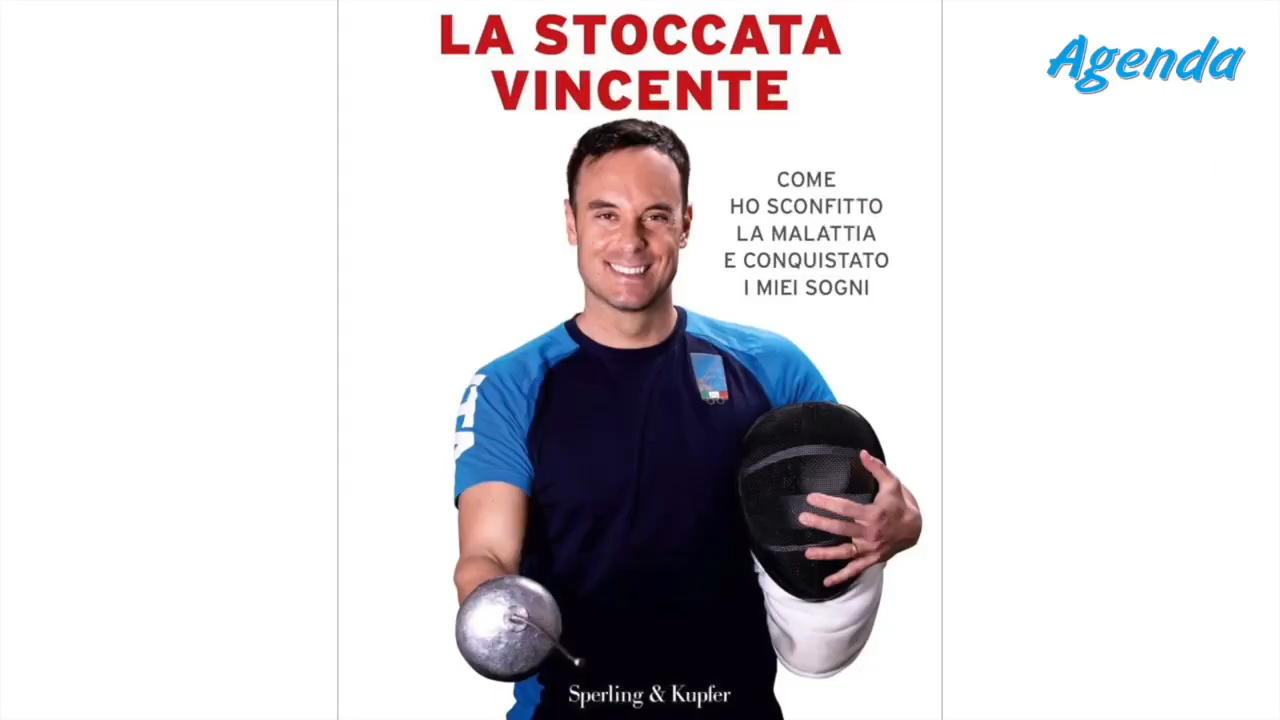 LA STOCCATA
VINCENTE
Agenda
COME
HO SCONFITTO
LA MALATTIA
E CONQUISTATO
I MIEI SOGNI
Sperling & Kupfer